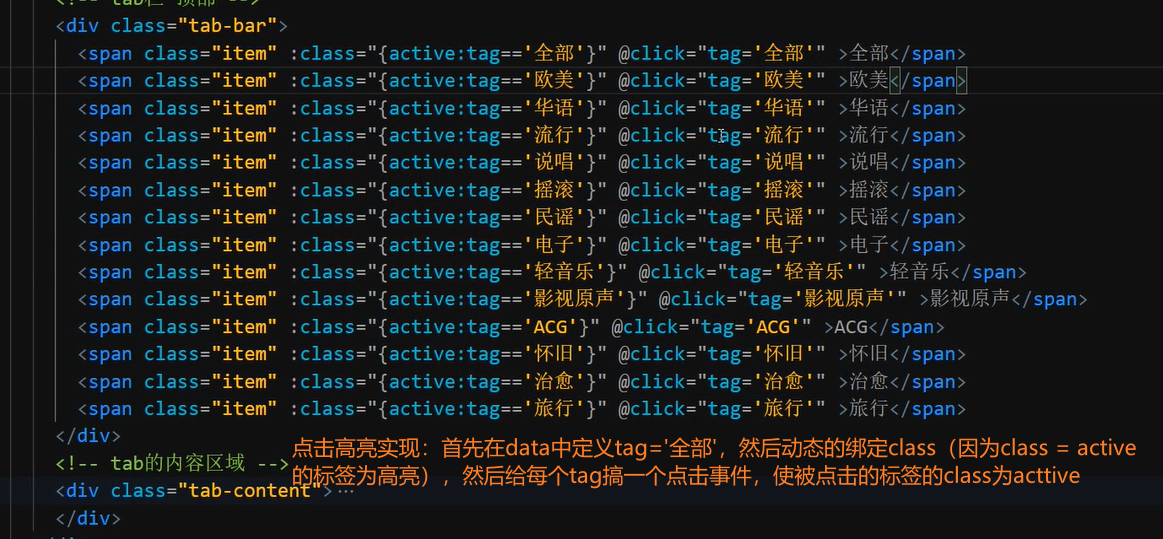 <!-- tab栏 顶部 -->
<div class="tab-bar">
<span class="item" :class="{active:tag=='全部'}" @click="tag='全部'" >全部</span>
<span class="item" :class="{active:tag=='欧美'}" @click="tag='欧美'" >欧美</span>
<span class="item" :class="{active:tag=='华语'}" @click="tag='华语'" >华语</span>
<span class="item" :class="{active:tag=='流行'}" @click="tag='流行'" >流行</span>
<span class="item" :class="{active:tag=='说唱'}" @click="tag='说唱'" >说唱</span>
<span class="item" :class="{active:tag=='摇滚'}" @click="tag='摇滚'" >摇滚</span>
<span class="item" :class="{active:tag=='民谣'}" @click="tag='民谣'" >民谣</span>
<span class="item" :class="{active:tag=='电子'}" @click="tag='电子'" >电子</span>
<span class="item" :class="{active:tag=='轻音乐'}" @click="tag='轻音乐'" >轻音乐</span>
<span class="item" :class="{active:tag=='影视原声'}" @click="tag='影视原声'" >影视原声</span>
<span class="item" :class="{active:tag=='ACG'}" @click="tag='ACG'" >ACG</span>
<span class="item" :class="{active:tag=='怀旧'}" @click="tag='怀旧'" >怀旧</span>
<span class="item" :class="{active:tag=='治愈'}" @click="tag='治愈'" >治愈</span>
<span class="item" :class="{active:tag=='旅行'}" @click="tag='旅行'" >旅行</span>
</div>
点击高亮实现：首先在data中定义tag='全部'，然后动态的绑定class（因为class = active
<!-- tab的内容区域 -->
的标签为高亮），然后给每个tag搞一个点击事件，使被点击的标签的class为acttive
<div class="tab-content">…
</div>